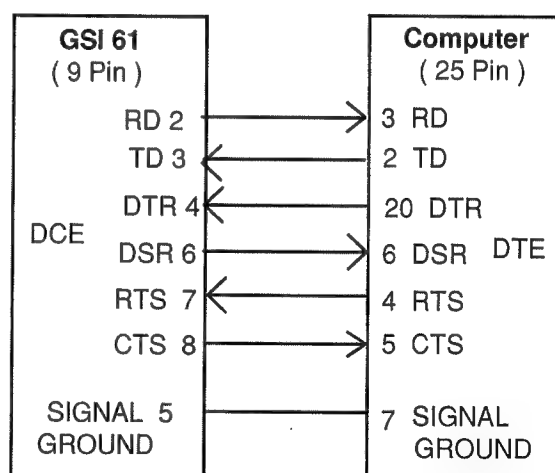 GSI 61
( 9 Pin )
Computer
( 25 Pin )
RD 2
3 RD
TD 3
2 TD
DTR 4
20 DTR
DCE
DSR 6
6 DSR
DTE
RTS 7
4 RTS
CTS 8
5 CTS
SIGNAL 5
GROUND
7 SIGNAL
GROUND